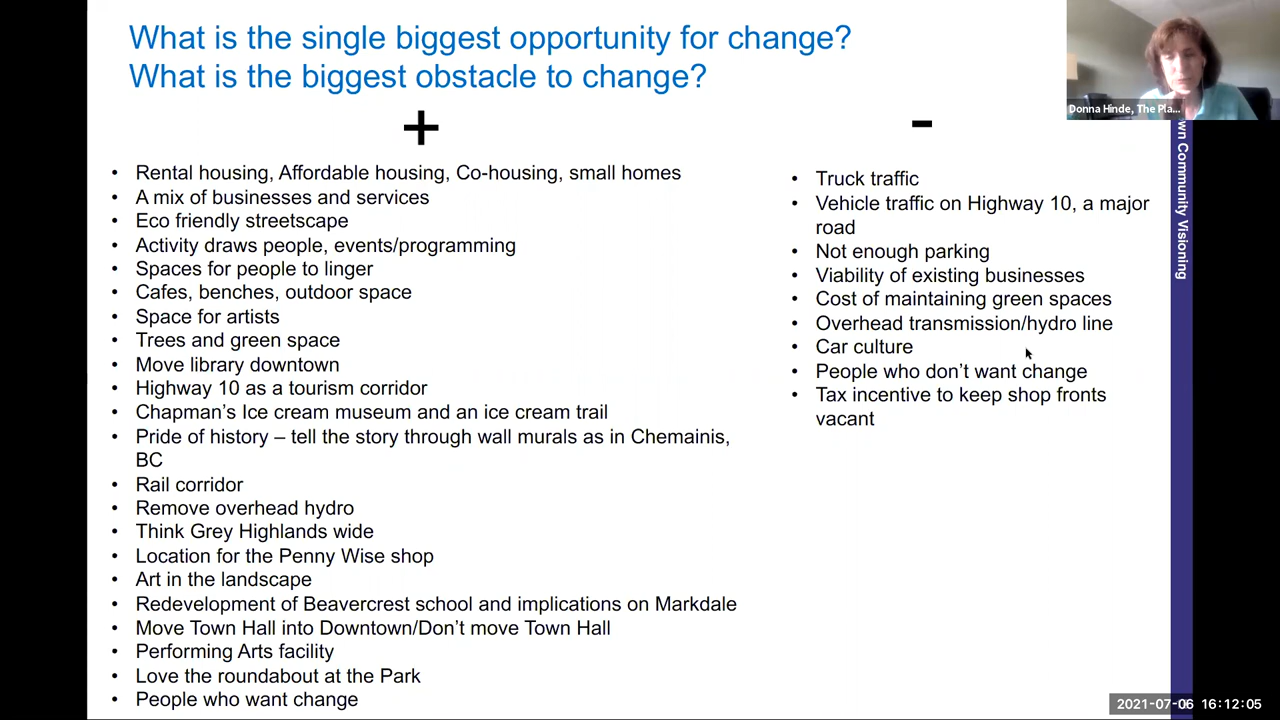 What is the single biggest opportunity for change?
What is the biggest obstacle to change?
+
-
• Rental housing, Affordable housing, Co-housing, small homes
• A mix of businesses and services
• Eco friendly streetscape
• Activity draws people, events/programming
• Spaces for people to linger
• Cafes, benches, outdoor space
• Space for artists
• Trees and green space
• Move library downtown
• Highway 10 as a tourism corridor
• Chapman’s Ice cream museum and an ice cream trail
• Pride of history – tell the story through wall murals as in Chemainis,
BC
• Rail corridor
• Remove overhead hydro
• Think Grey Highlands wide
• Location for the Penny Wise shop
• Art in the landscape
• Redevelopment of Beavercrest school and implications on Markdale
• Move Town Hall into Downtown/Don’t move Town Hall
• Performing Arts facility
• Love the roundabout at the Park
• People who want change
• Truck traffic
• Vehicle traffic on Highway 10, a major
road
• Not enough parking
• Viability of existing businesses
• Cost of maintaining green spaces
• Overhead transmission/hydro line
• Car culture
• People who don’t want change
• Tax incentive to keep shop fronts
vacant
Donna Hinde, The Pla...
wn Community Visioning
2021-07-06 16:12:05